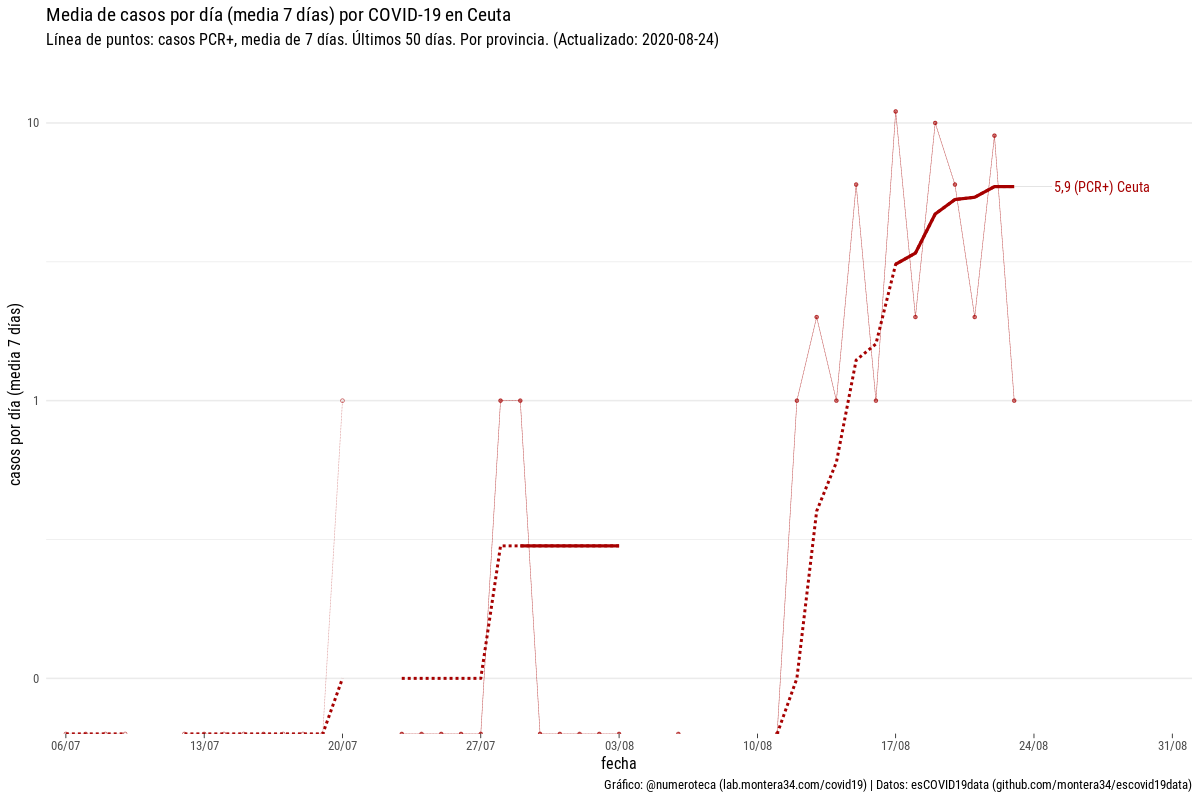 Media de casos por día (media 7 días) por COVID-19 en Ceuta
Línea de puntos: casos PCR+, media de 7 días. Últimos 50 días. Por provincia. (Actualizado: 2020-08-24)
casos por día (media 7 días)
10
1
0
5,9 (PCR+) Ceuta
06/07
13/07
20/07
27/07
03/08
10/08
17/08
24/08
31/08
fecha
Gráfico: @numeroteca (lab.montera34.com/covid19) | Datos: esCOVID19data (github.com/montera34/escovid19data)